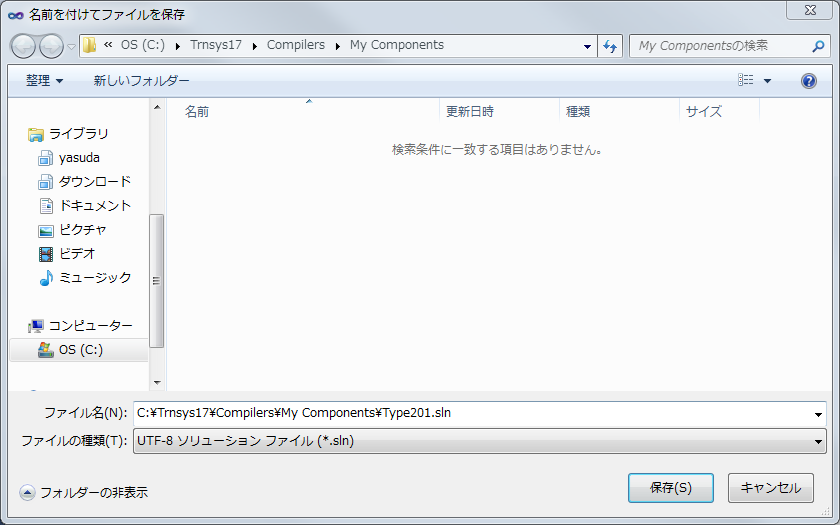 名前を付けてファイルを保存
« OS (C:) ▸ Trnsys17 ▸ Compilers ▸ My Components
My Componentsの検索
整理 ▼ 新しいフォルダー
名前 更新日時 種類 サイズ
検索条件に一致する項目はありません。
ライブラリ
yasuda
ダウンロード
ドキュメント
ピクチャ
ビデオ
ミュージック
コンピューター
OS (C:)
ファイル名(N): C:¥Trnsys17¥Compilers¥My Components¥Type201.sln
ファイルの種類(T): UTF-8 ソリューション ファイル (*.sln)
フォルダーの非表示
保存(S)
キャンセル